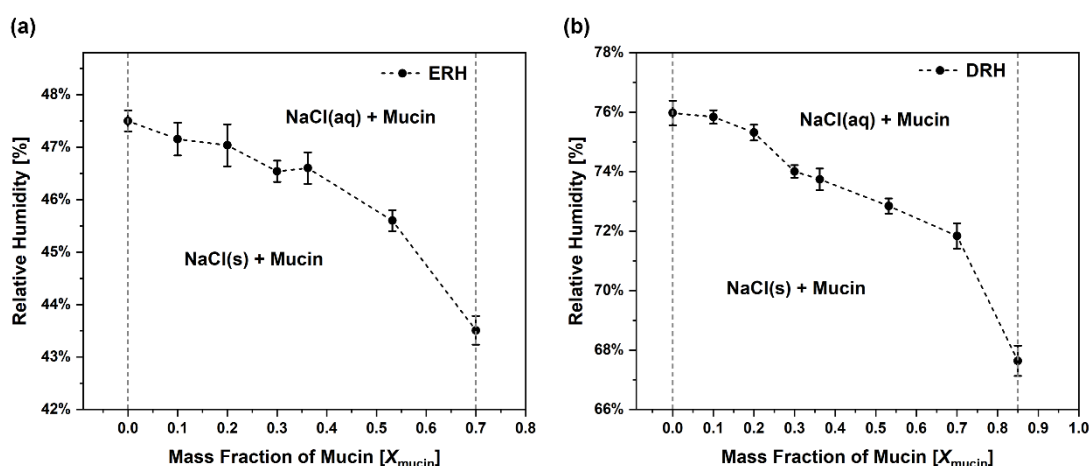 (a)
ERH
NaCl(aq) + Mucin
NaCl(s) + Mucin
Relative Humidity [%]
48%
47%
46%
45%
44%
43%
42%
0.0 0.1 0.2 0.3 0.4 0.5 0.6 0.7 0.8
Mass Fraction of Mucin [Xmucin]
(b)
DRH
NaCl(aq) + Mucin
NaCl(s) + Mucin
Relative Humidity [%]
78%
76%
74%
72%
70%
68%
66%
0.0 0.1 0.2 0.3 0.4 0.5 0.6 0.7 0.8 0.9 1.0
Mass Fraction of Mucin [Xmucin]